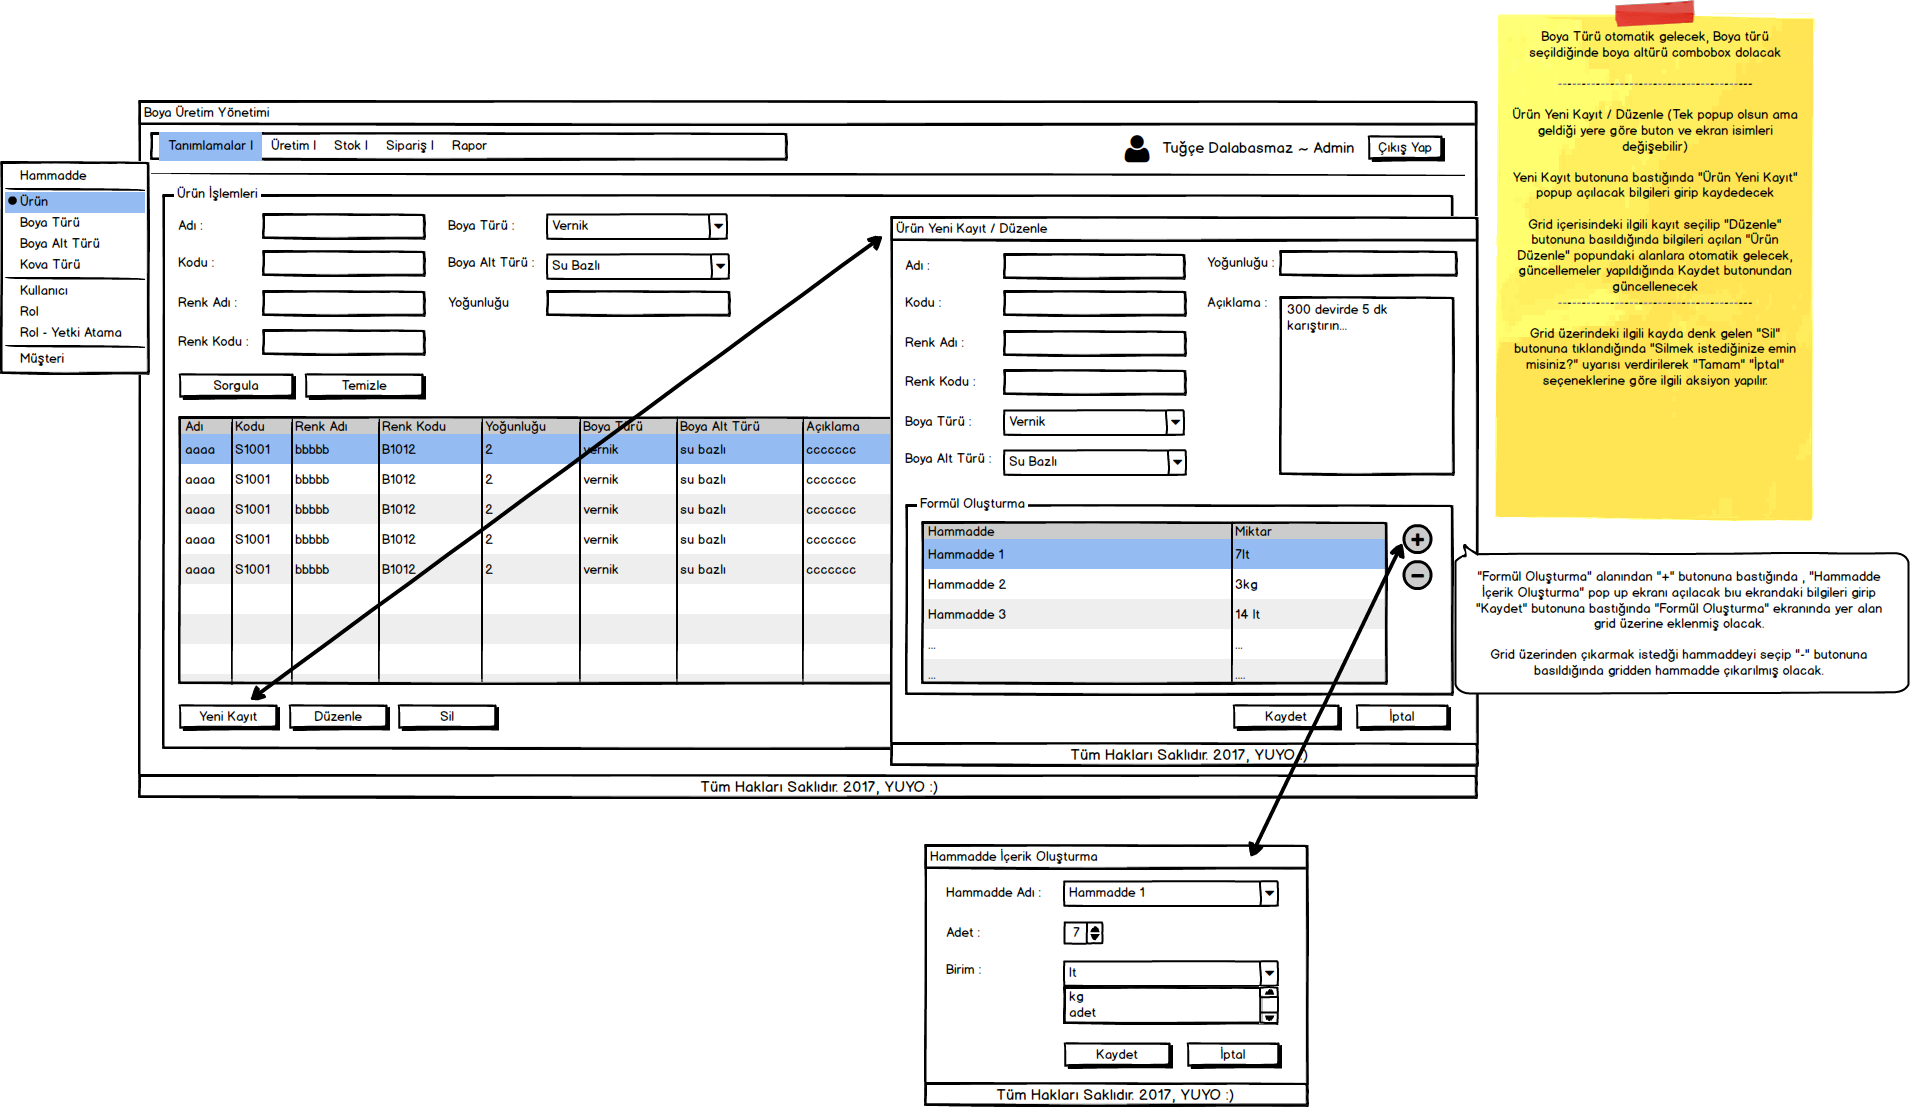 Boya Türü otomatik gelecek, Boya türü
seçildiğinde boya altürü combobox dolacak
------------------------------------------
Ürün Yeni Kayıt / Düzenle (Tek popup olsun ama
geldiği yere göre buton ve ekran isimleri
değişebilir)
Yeni Kayıt butonuna bastığında "Ürün Yeni Kayıt"
popup açılacak bilgileri girip kaydedecek
Grid içerisindeki ilgili kayıt seçilip "Düzenle"
butonuna basıldığında bilgileri açılan "Ürün
Düzenle" popundaki alanlara otomatik gelecek,
güncellemeler yapıldığında Kaydet butonundan
güncellenecek
------------------------------------------
Grid üzerindeki ilgili kayda denk gelen "Sil"
butonuna tıklandığında "Silmek istediğinize emin
misiniz?" uyarısı verdirilerek "Tamam" "İptal"
seçeneklerine göre ilgili aksiyon yapılır.
Boya Üretim Yönetimi
Tanımlamalar | Üretim | Stok | Sipariş | Rapor
Tuğçe Dalabasmaz ~ Admin
Çıkış Yap
Hammadde
Ürün
Boya Türü
Boya Alt Türü
Kova Türü
Kullanıcı
Rol
Rol - Yetki Atama
Müşteri
Ürün İşlemleri
Adı :
Boya Türü : Vernik
Kodu :
Boya Alt Türü : Su Bazlı
Renk Adı :
Yoğunluğu
Renk Kodu :
Sorgula Temizle
Adı Kodu Renk Adı Renk Kodu Yoğunluğu Boya Türü Boya Alt Türü Açıklama
aaaa S1001 bbbbb B1012 2 vernik su bazlı ccccccc
aaaa S1001 bbbbb B1012 2 vernik su bazlı ccccccc
aaaa S1001 bbbbb B1012 2 vernik su bazlı ccccccc
aaaa S1001 bbbbb B1012 2 vernik su bazlı ccccccc
aaaa S1001 bbbbb B1012 2 vernik su bazlı ccccccc
Yeni Kayıt Düzenle Sil
Tüm Hakları Saklıdır. 2017, YUYO :)
Ürün Yeni Kayıt / Düzenle
Adı :
Yoğunluğu :
Kodu :
Açıklama : 300 devirde 5 dk
karıştırın...
Renk Adı :
Renk Kodu :
Boya Türü : Vernik
Boya Alt Türü : Su Bazlı
Formül Oluşturma
Hammadde Miktar
Hammadde 1 7lt
Hammadde 2 3kg
Hammadde 3 14 lt
... ...
... ....
+
-
Kaydet İptal
Tüm Hakları Saklıdır. 2017, YUYO :)
"Formül Oluşturma" alanından "+" butonuna bastığında , "Hammadde
İçerik Oluşturma" pop up ekranı açılacak bıu ekrandaki bilgileri girip
"Kaydet" butonuna bastığında "Formül Oluşturma" ekranında yer alan
grid üzerine eklenmiş olacak.
Grid üzerinden çıkarmak istedği hammaddeyi seçip "-" butonuna
basıldığında gridden hammadde çıkarılmış olacak.
Hammadde İçerik Oluşturma
Hammadde Adı : Hammadde 1
Adet : 7
Birim : lt
kg
adet
Kaydet İptal
Tüm Hakları Saklıdır. 2017, YUYO :)